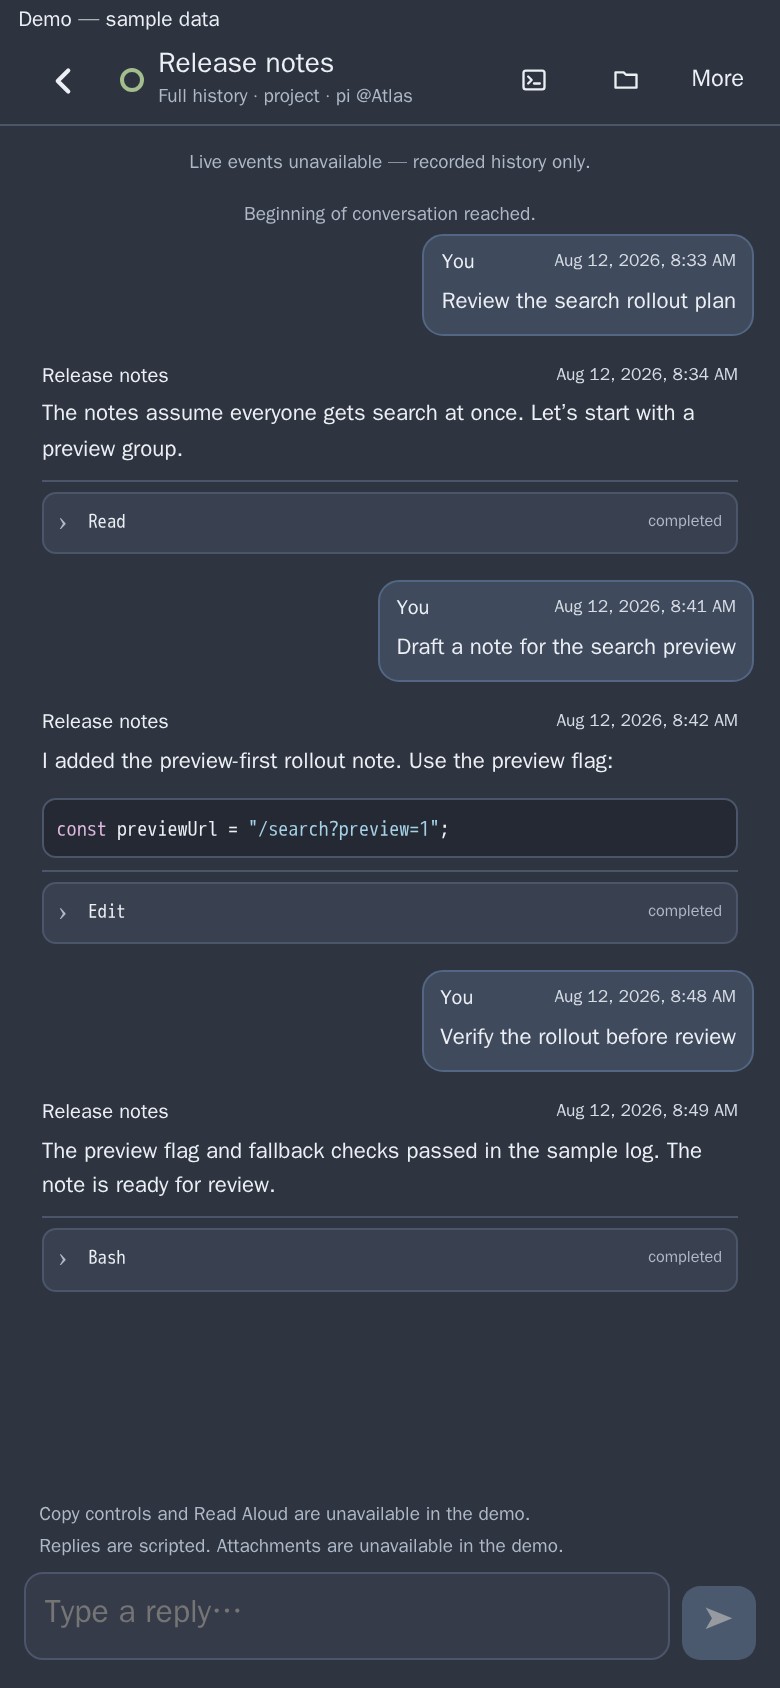 Demo — sample data
Release notes
Full history · project · pi @Atlas
More
Live events unavailable — recorded history only.
Beginning of conversation reached.
You Aug 12, 2026, 8:33 AM
Review the search rollout plan
Release notes Aug 12, 2026, 8:34 AM
The notes assume everyone gets search at once. Let’s start with a
preview group.
› Read completed
You Aug 12, 2026, 8:41 AM
Draft a note for the search preview
Release notes Aug 12, 2026, 8:42 AM
I added the preview-first rollout note. Use the preview flag:
const previewUrl = "/search?preview=1";
› Edit completed
You Aug 12, 2026, 8:48 AM
Verify the rollout before review
Release notes Aug 12, 2026, 8:49 AM
The preview flag and fallback checks passed in the sample log. The
note is ready for review.
› Bash completed
Copy controls and Read Aloud are unavailable in the demo.
Replies are scripted. Attachments are unavailable in the demo.
Type a reply⋯